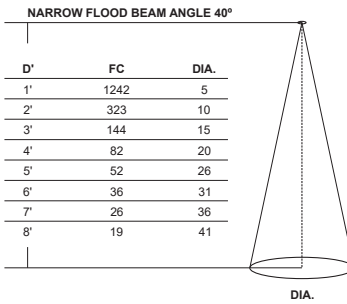 NARROW FLOOD BEAM ANGLE 40º
D' FC DIA.
1' 1242 5
2' 323 10
3' 144 15
4' 82 20
5' 52 26
6' 36 31
7' 26 36
8' 19 41
DIA.